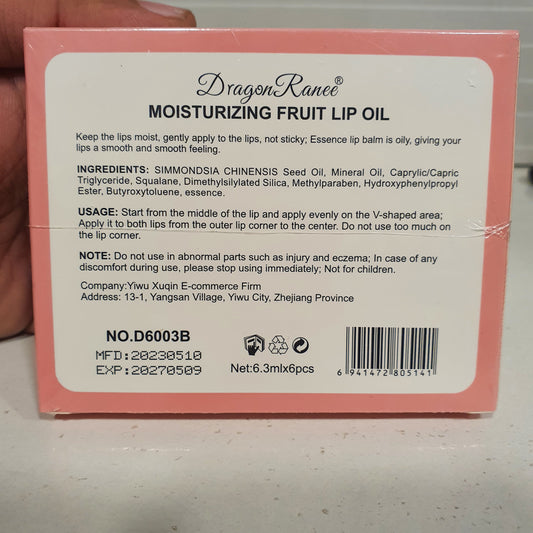 DragonRanee®
MOISTURIZING FRUIT LIP OIL
Keep the lips moist, gently apply to the lips, not sticky; Essence lip balm is oily, giving your
lips a smooth and smooth feeling.
INGREDIENTS: SIMMONDSIA CHINENSIS Seed Oil, Mineral Oil, Caprylic/Capric
Triglyceride, Squalane, Dimethylsilylated Silica, Methylparaben, Hydroxyphenylpropyl
Ester, Butyroxytoluene, essence.
USAGE: Start from the middle of the lip and apply evenly on the V-shaped area;
Apply it to both lips from the outer lip corner to the center. Do not use too much on
the lip corner.
NOTE: Do not use in abnormal parts such as injury and eczema; In case of any
discomfort during use, please stop using immediately; Not for children.
Company:Yiwu Xuqin E-commerce Firm
Address: 13-1, Yangsan Village, Yiwu City, Zhejiang Province
NO.D6003B
MFD:20230510
EXP:20270509
Net:6.3mlx6pcs
6 941472 805141